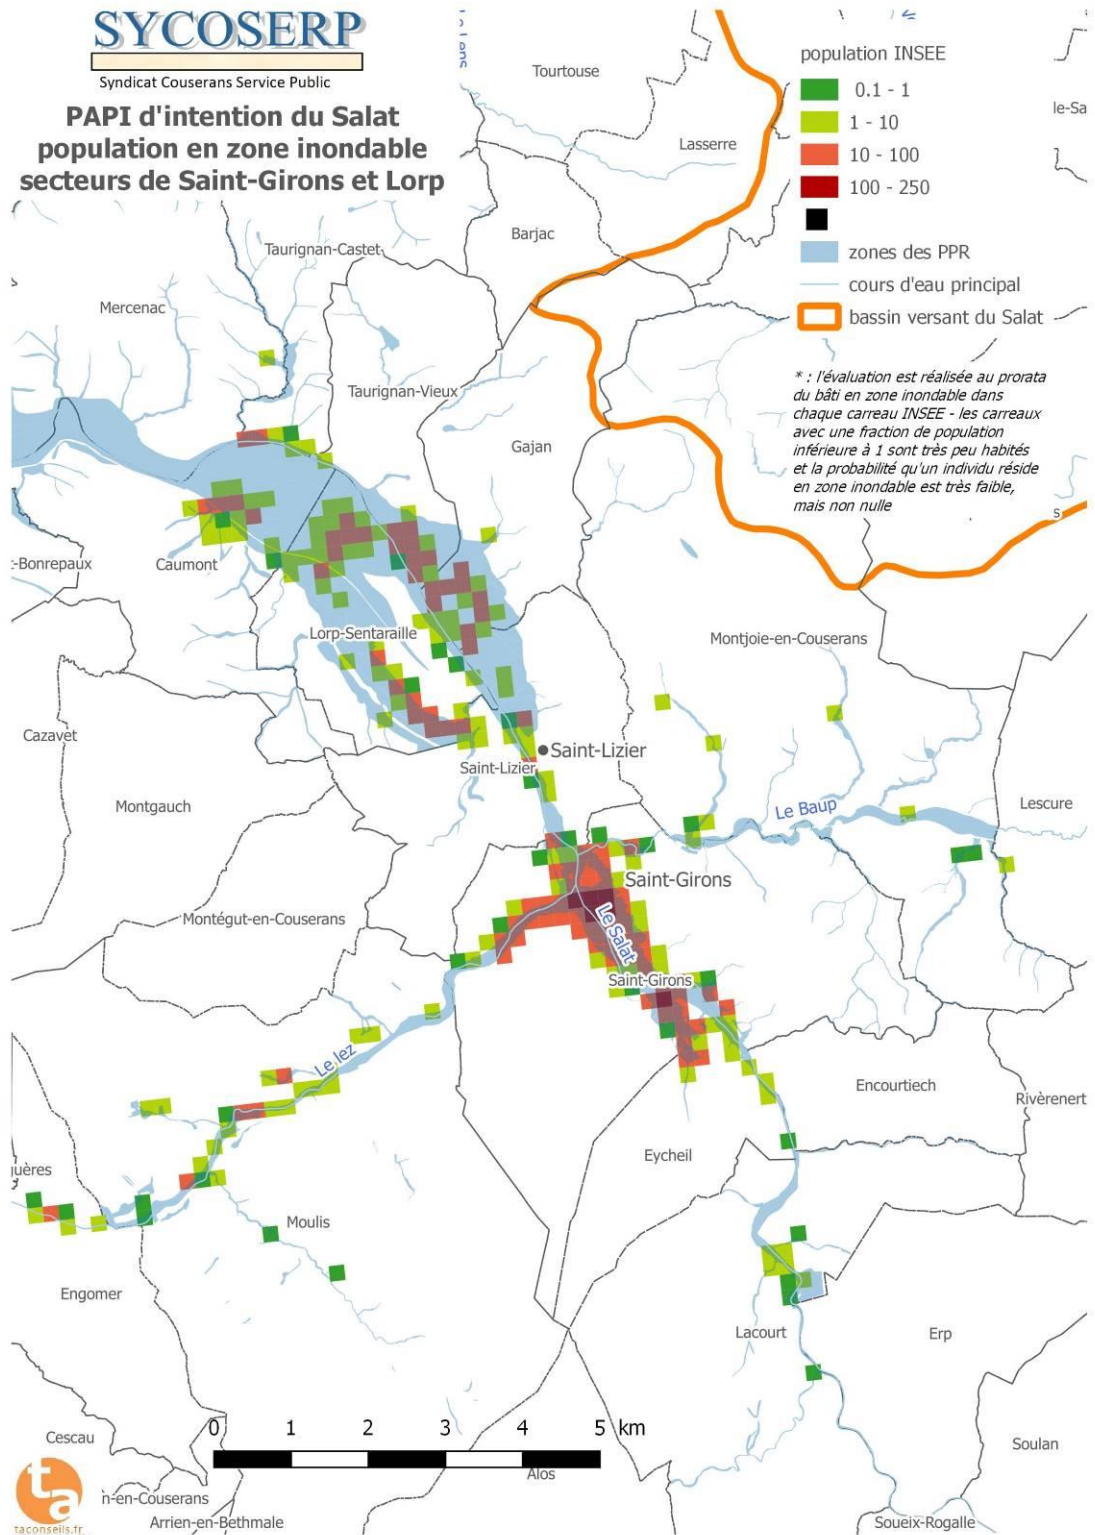 SYCOSERP
Syndicat Couserans Service Public
PAPI d'intention du Salat
population en zone inondable
secteurs de Saint-Girons et Lorp
population INSEE
0.1 - 1
1 - 10
10 - 100
100 - 250
zones des PPR
cours d'eau principal
bassin versant du Salat
* : l'évaluation est réalisée au prorata
du bâti en zone inondable dans
chaque carreau INSEE - les carreaux
avec une fraction de population
inférieure à 1 sont très peu habités
et la probabilité qu'un individu réside
en zone inondable est très faible,
mais non nulle
Tourtouse
le-Sa
Lasserre
Barjac
Taurignan-Castet
Mercenac
Taurignan-Vieux
Gajan
s
-Bonrepaux
Caumont
Lorp-Sentaraille
Montjoie-en-Couserans
Cazavet
Saint-Lizier
Saint-Lizier
Montgauch
Le Baup
Lescure
Saint-Girons
Montégut-en-Couserans
Le Salat
Saint-Girons
Le lez
Encourtiech
Rivèrenert
Eycheil
uères
Moulis
Engomer
Lacourt
Erp
0 1 2 3 4 5 km
Cescau
Soulan
Alos
n-en-Couserans
Arrien-en-Bethmale
Soueix-Rogalle
ta
taconseils.fr